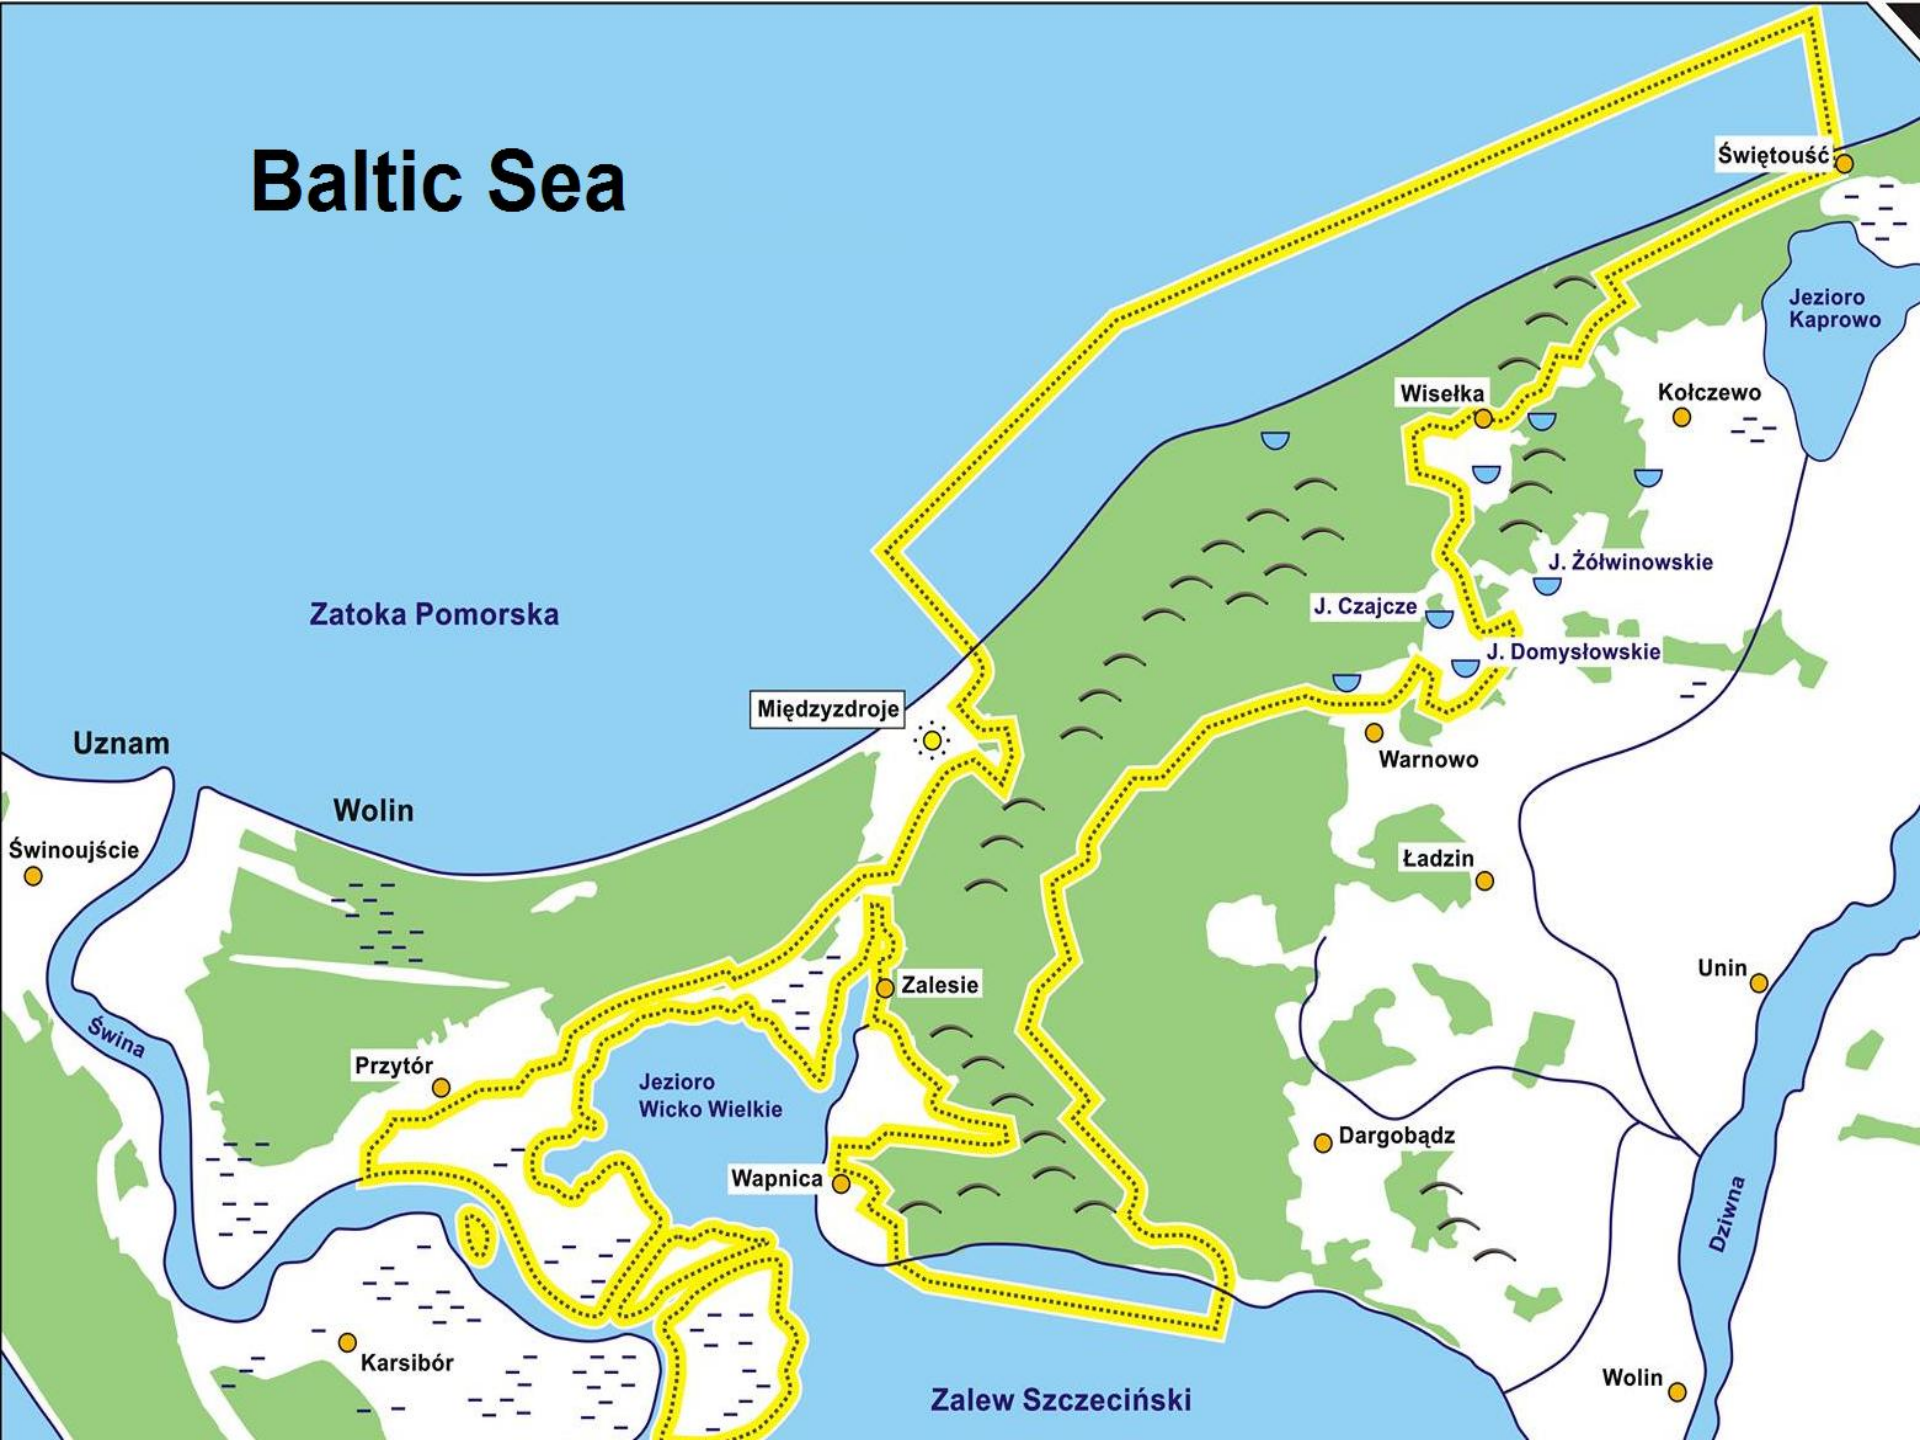 Baltic Sea
Świętouść
Jezioro
Kaprowo
Wisełka
Kołczewo
J. Żółwinowskie
Zatoka Pomorska
J. Czajcze
J. Domysłowskie
Międzyzdroje
Uznam
Warnowo
Wolin
Świnoujście
Ładzin
Unin
Zalesie
Świna
Przytór
Jezioro
Wicko Wielkie
Dargobądz
Wapnica
Dziwna
Karsibór
Wolin
Zalew Szczeciński